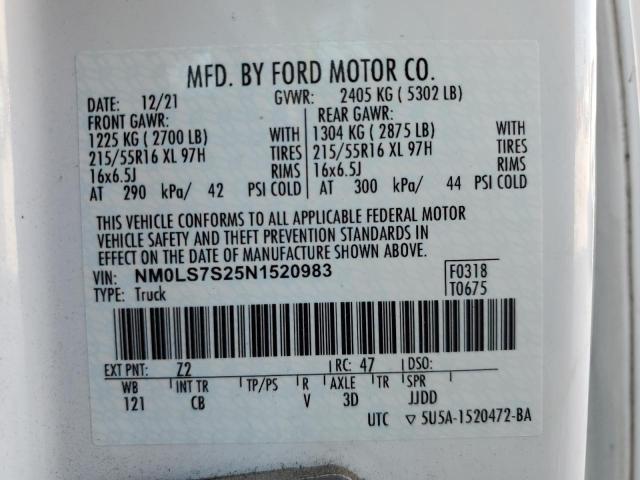 MFD. BY FORD MOTOR CO.
DATE: 12/21 GVWR: 2405 KG ( 5302 LB)
FRONT GAWR: REAR GAWR:
1225 KG ( 2700 LB) WITH 1304 KG ( 2875 LB) WITH
215/55R16 XL 97H TIRES 215/55R16 XL 97H TIRES
16x6.5J RIMS 16x6.5J RIMS
AT 290 kPa/ 42 PSI COLD AT 300 kPa/ 44 PSI COLD
THIS VEHICLE CONFORMS TO ALL APPLICABLE FEDERAL MOTOR
VEHICLE SAFETY AND THEFT PREVENTION STANDARDS IN
EFFECT ON THE DATE OF MANUFACTURE SHOWN ABOVE.
VIN: NM0LS7S25N1520983 F0318
TYPE: Truck T0675
EXT PNT: Z2 RC: 47 DSO:
WB INT TR TP/PS R AXLE TR SPR
121 CB V 3D JJDD
UTC ▽ 5U5A-1520472-BA